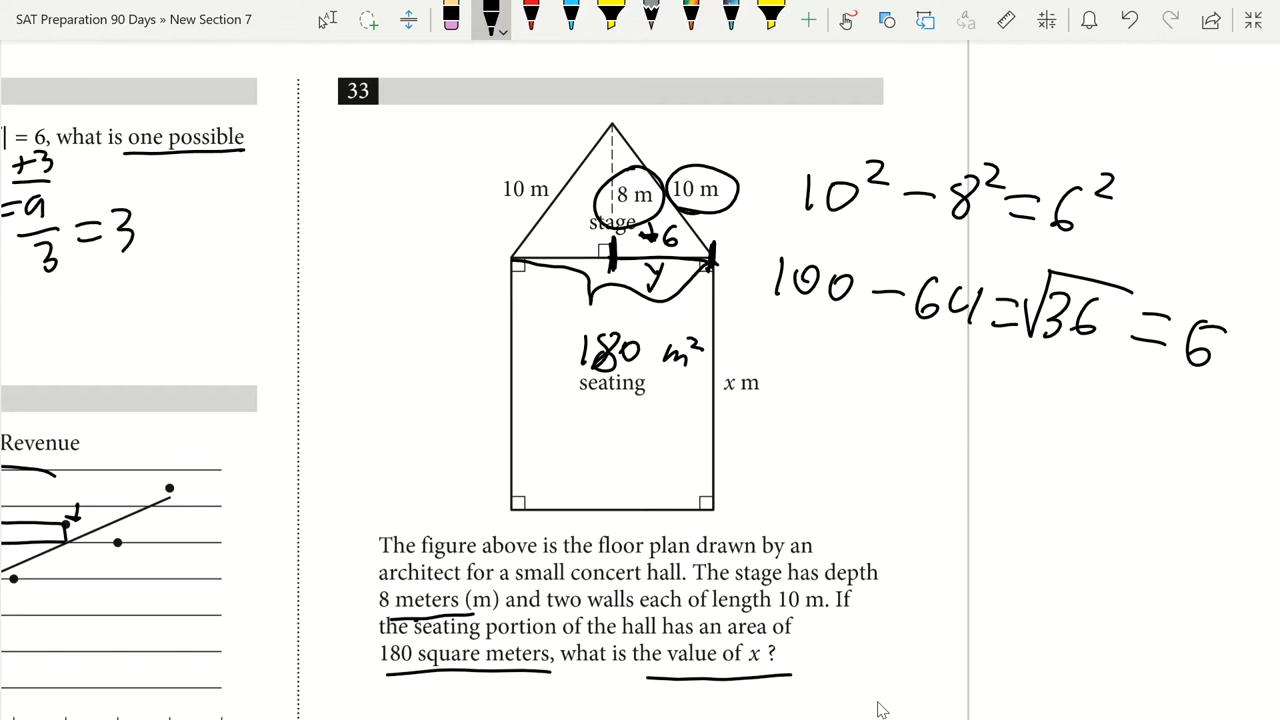 SAT Preparation 90 Days » New Section 7
33
| = 6, what is one possible
+3
=9
3
=3
10 m
8 m
10 m
stage
6
y
180 m²
seating
x m
10² − 8² = 6²
100 − 64 = √36 = 6
Revenue
The figure above is the floor plan drawn by an
architect for a small concert hall. The stage has depth
8 meters (m) and two walls each of length 10 m. If
the seating portion of the hall has an area of
180 square meters, what is the value of x ?